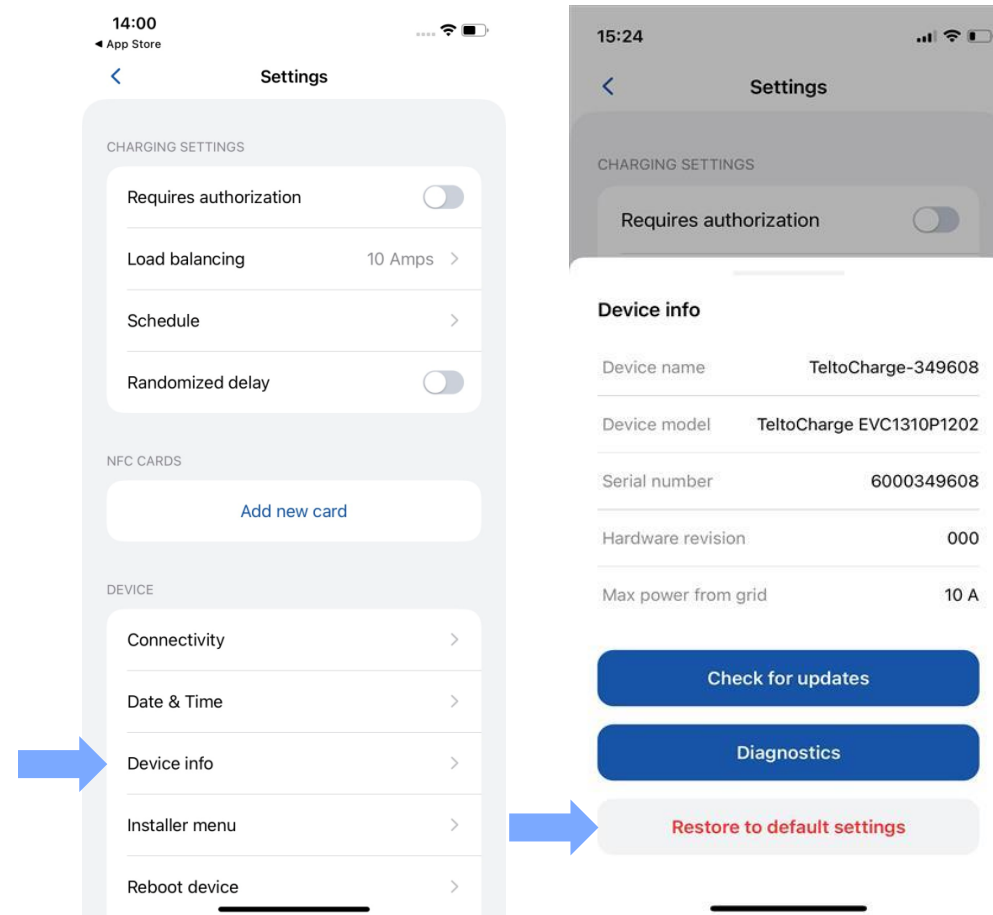 14:00
App Store
Settings
CHARGING SETTINGS
Requires authorization
Load balancing 10 Amps
Schedule
Randomized delay
NFC CARDS
Add new card
DEVICE
Connectivity
Date & Time
Device info
Installer menu
Reboot device
15:24
Settings
CHARGING SETTINGS
Requires authorization
Device info
Device name TeltoCharge-349608
Device model TeltoCharge EVC1310P1202
Serial number 6000349608
Hardware revision 000
Max power from grid 10 A
Check for updates
Diagnostics
Restore to default settings